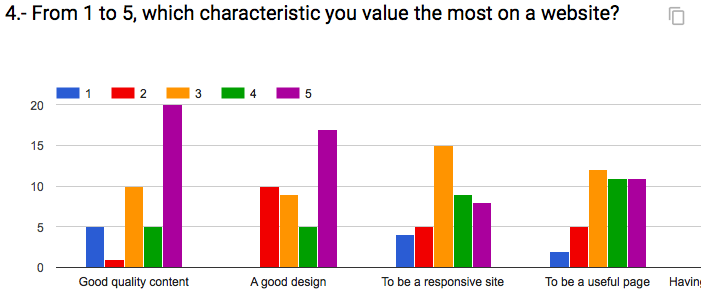 4.- From 1 to 5, which characteristic you value the most on a website?
1 2 3 4 5
20
15
10
5
0
Good quality content A good design To be a responsive site To be a useful page Having